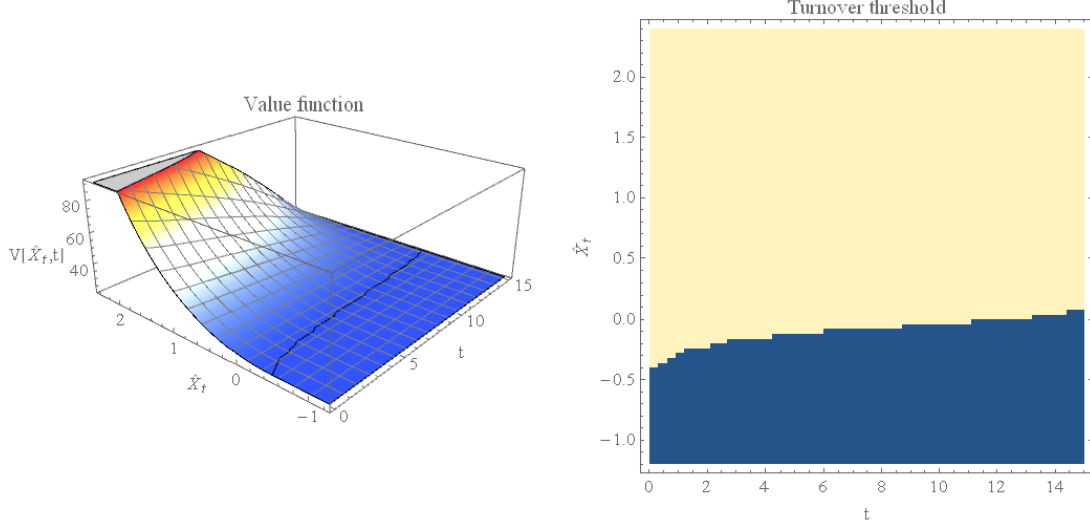 Value function
80
60
40
V[X̂t,t]
2
1
0
−1
X̂t
0
5
10
15
t
Turnover threshold
2.0
1.5
1.0
0.5
0.0
−0.5
−1.0
X̂t
0 2 4 6 8 10 12 14
t